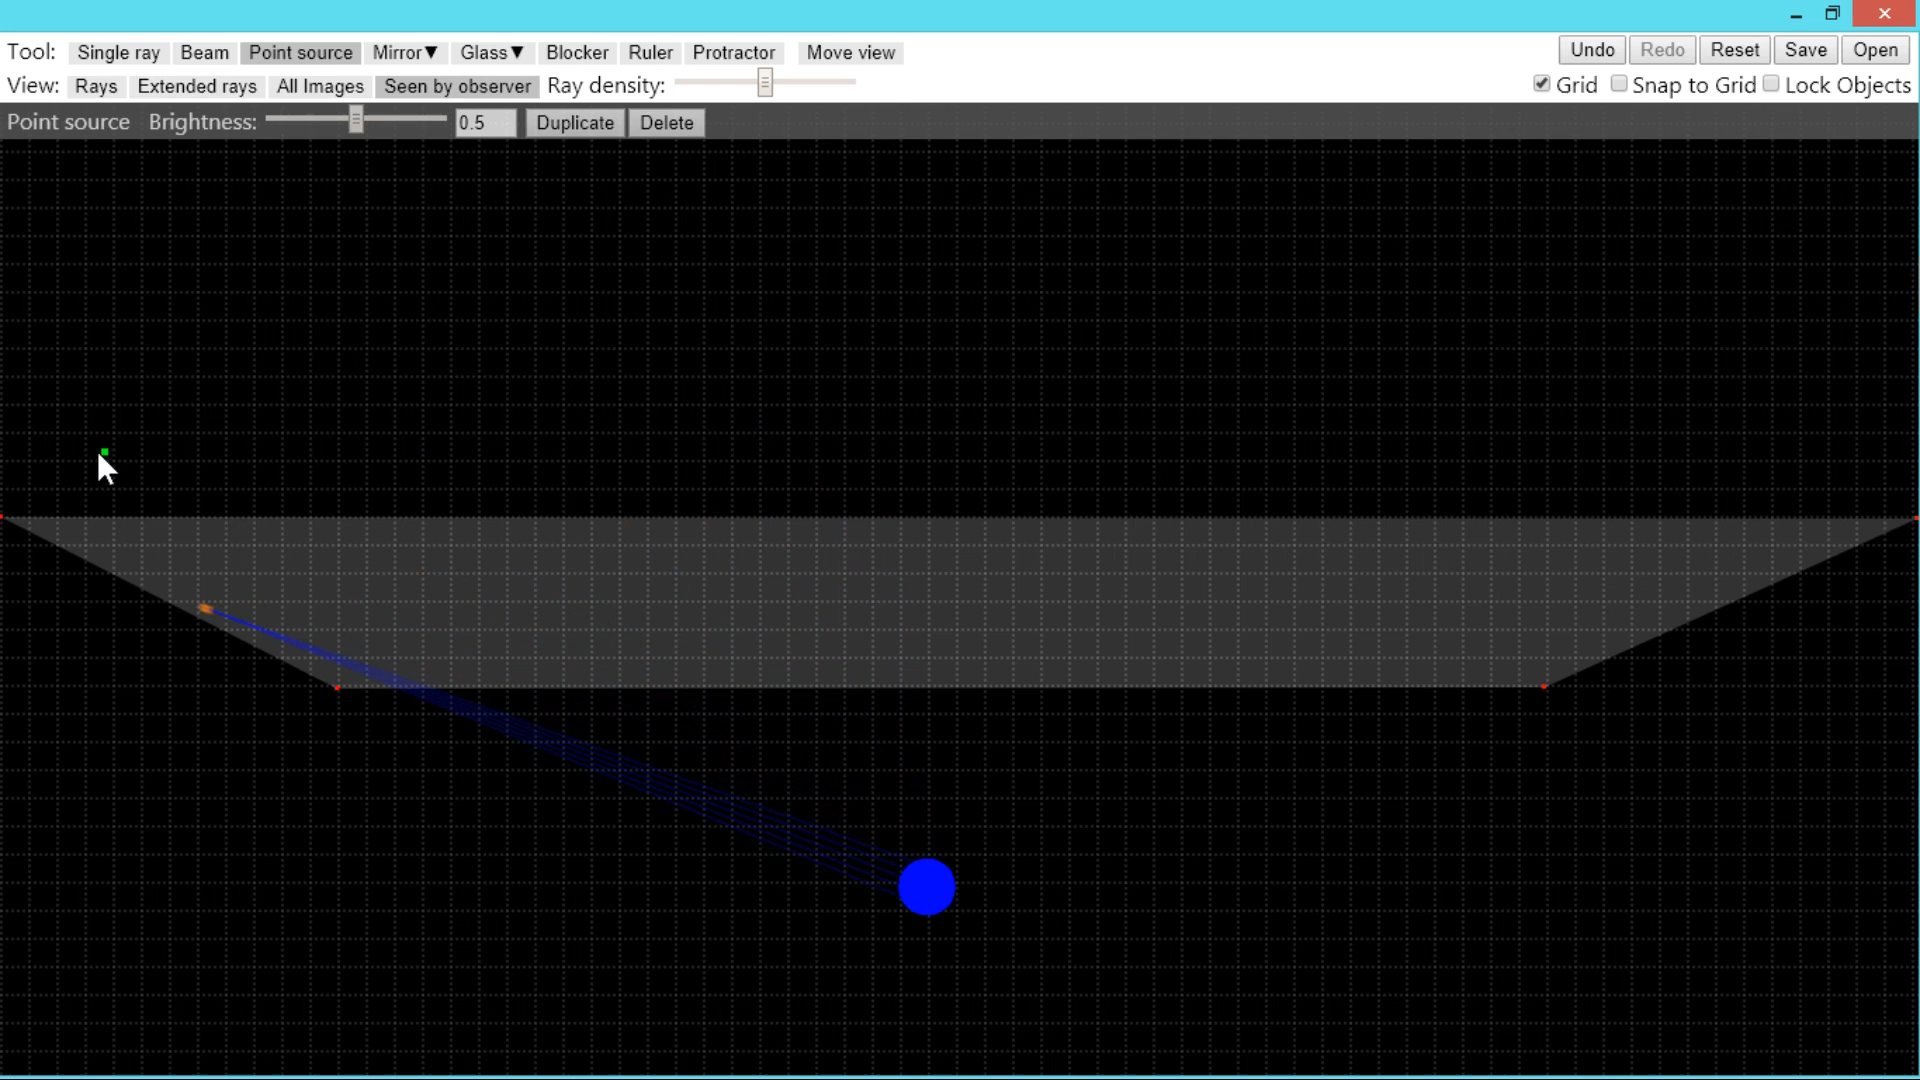 Tool: Single ray Beam Point source Mirror▼ Glass▼ Blocker Ruler Protractor Move view Undo Redo Reset Save Open
View: Rays Extended rays All Images Seen by observer Ray density: Grid Snap to Grid Lock Objects
Point source Brightness: 0.5 Duplicate Delete